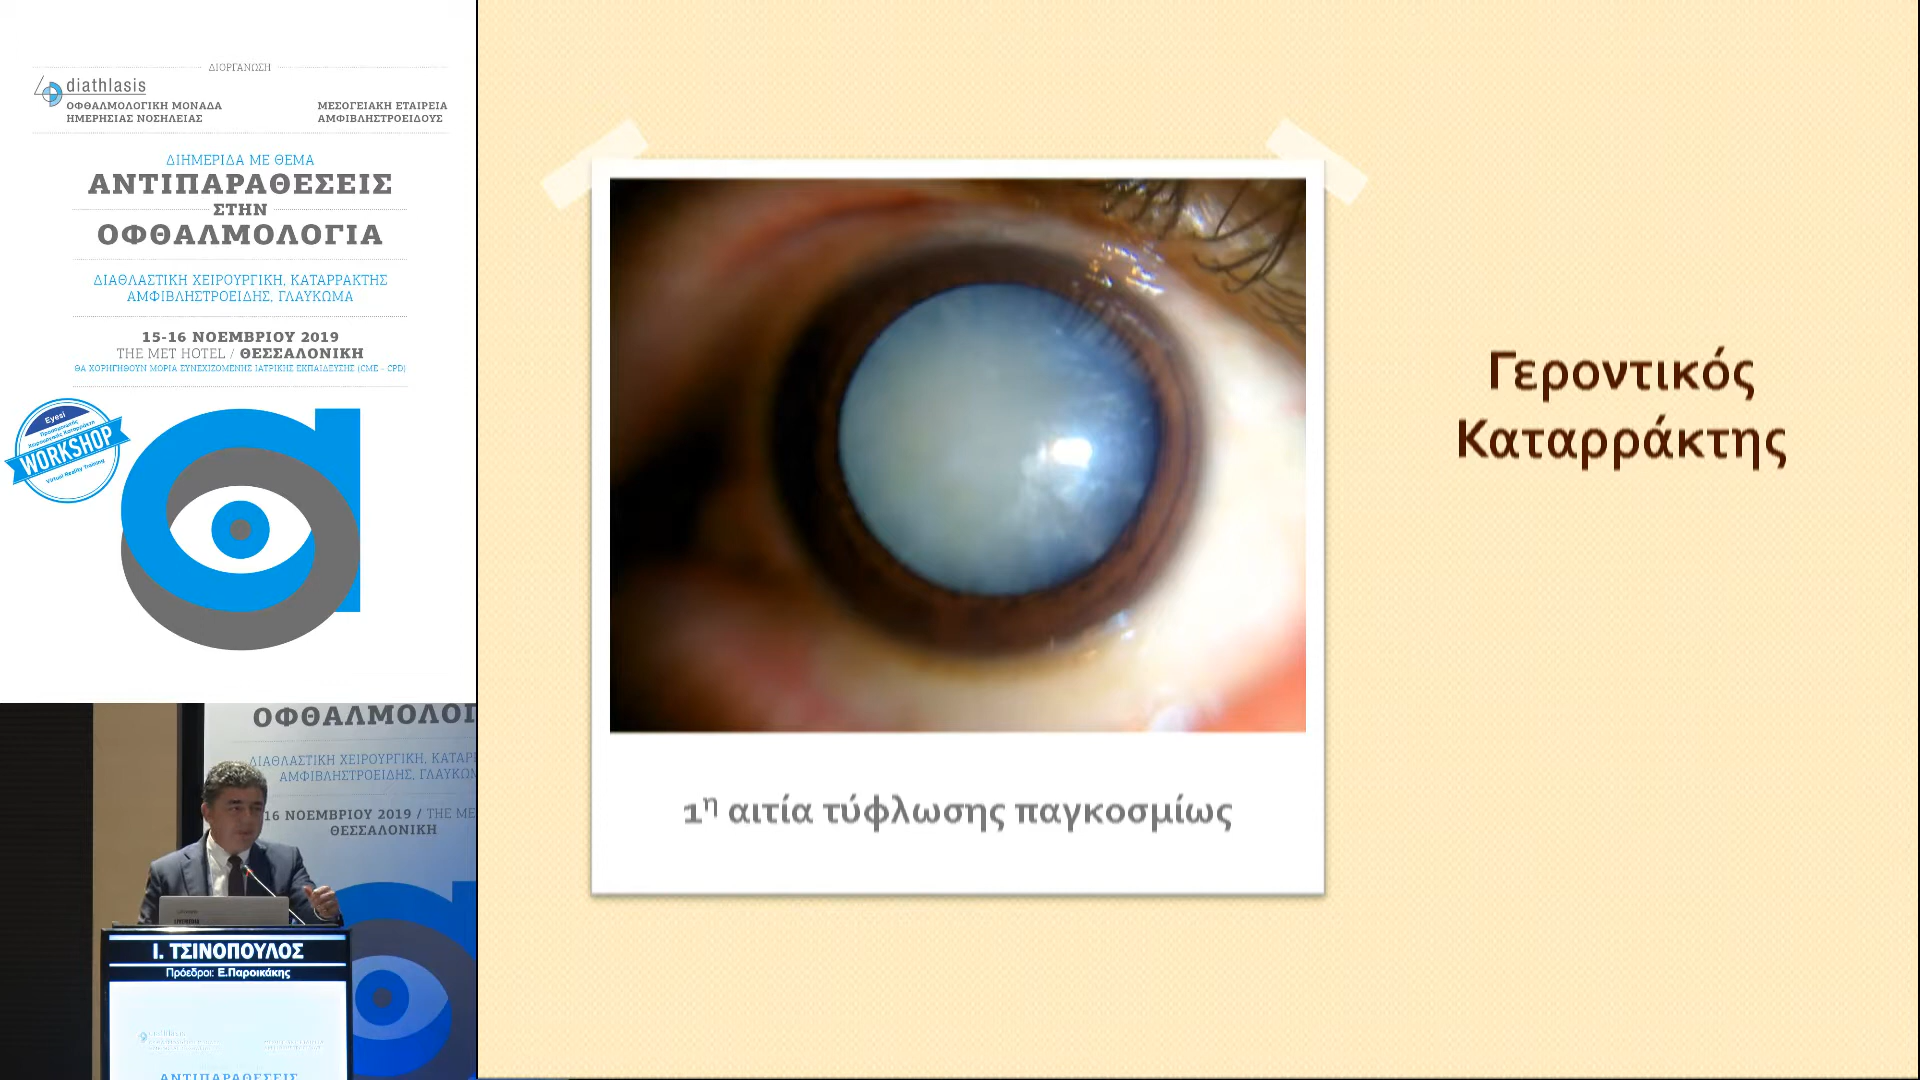 ΔΙΟΡΓΑΝΩΣΗ
diathlasis
ΟΦΘΑΛΜΟΛΟΓΙΚΗ ΜΟΝΑΔΑ
ΗΜΕΡΗΣΙΑΣ ΝΟΣΗΛΕΙΑΣ
ΜΕΣΟΓΕΙΑΚΗ ΕΤΑΙΡΕΙΑ
ΑΜΦΙΒΛΗΣΤΡΟΕΙΔΟΥΣ
ΔΙΗΜΕΡΙΔΑ ΜΕ ΘΕΜΑ
ΑΝΤΙΠΑΡΑΘΕΣΕΙΣ
ΣΤΗΝ
ΟΦΘΑΛΜΟΛΟΓΙΑ
ΔΙΑΘΛΑΣΤΙΚΗ ΧΕΙΡΟΥΡΓΙΚΗ, ΚΑΤΑΡΡΑΚΤΗΣ
ΑΜΦΙΒΛΗΣΤΡΟΕΙΔΗΣ, ΓΛΑΥΚΩΜΑ
15-16 ΝΟΕΜΒΡΙΟΥ 2019
THE MET HOTEL / ΘΕΣΣΑΛΟΝΙΚΗ
ΘΑ ΧΟΡΗΓΗΘΟΥΝ ΜΟΡΙΑ ΣΥΝΕΧΙΖΟΜΕΝΗΣ ΙΑΤΡΙΚΗΣ ΕΚΠΑΙΔΕΥΣΗΣ (CME - CPD)
Eyesi
WORKSHOP
Virtual Reality Training
ΟΦΘΑΛΜΟΛΟΓ
ΔΙΑΘΛΑΣΤΙΚΗ ΧΕΙΡΟΥΡΓΙΚΗ, ΚΑΤΑΡ
ΑΜΦΙΒΛΗΣΤΡΟΕΙΔΗΣ, ΓΛΑΥΚΩ
16 ΝΟΕΜΒΡΙΟΥ 2019 / THE ME
ΘΕΣΣΑΛΟΝΙΚΗ
Ι. ΤΣΙΝΟΠΟΥΛΟΣ
Πρόεδροι: Ε.Παροικάκης
ΑΝΤΙΠΑΡΑΘΕΣΕΙΣ
1η αιτία τύφλωσης παγκοσμίως
Γεροντικός
Καταρράκτης